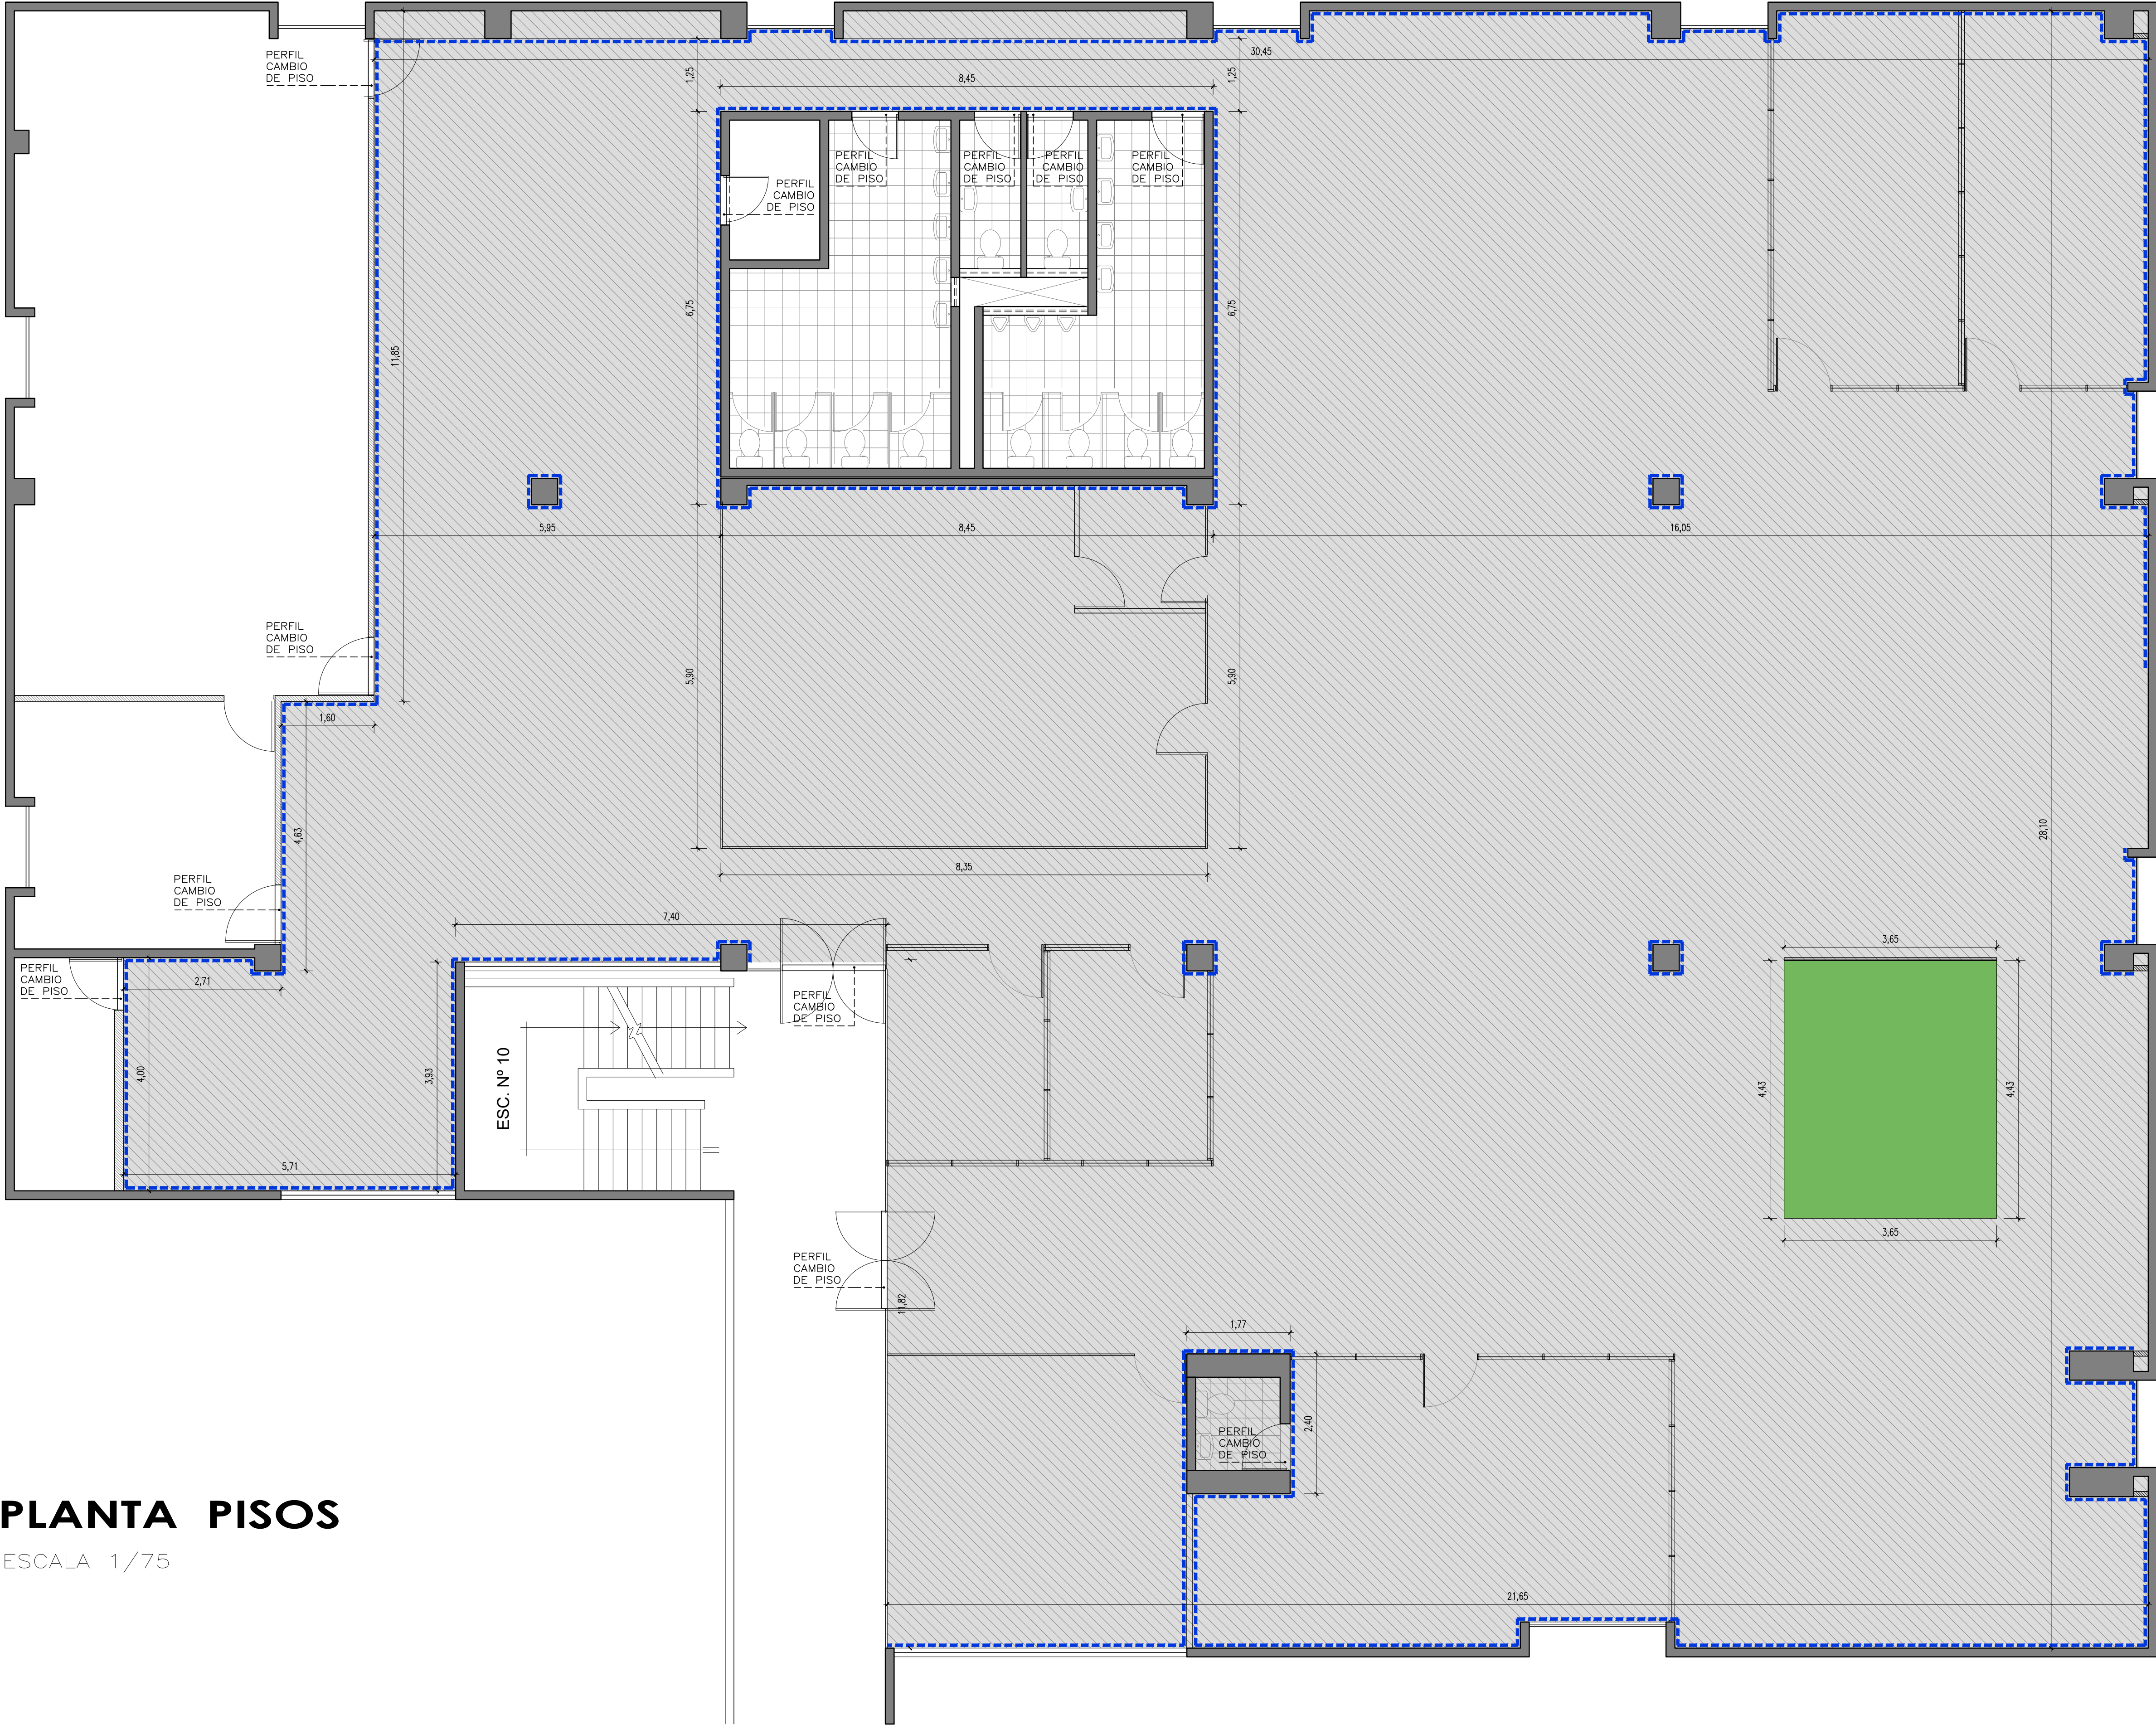 PERFIL
CAMBIO
DE PISO
30,45
1,25
8,45
1,25
PERFIL
CAMBIO
DE PISO
PERFIL
CAMBIO
DE PISO
PERFIL
CAMBIO
DE PISO
PERFIL
CAMBIO
DE PISO
PERFIL
CAMBIO
DE PISO
6,75
6,75
11,85
5,95
8,45
16,05
PERFIL
CAMBIO
DE PISO
5,90
5,90
1,60
4,63
28,10
8,35
PERFIL
CAMBIO
DE PISO
7,40
3,65
PERFIL
CAMBIO
DE PISO
2,71
PERFIL
CAMBIO
DE PISO
ESC. Nº 10
4,00
3,93
4,43
4,43
5,71
3,65
PERFIL
CAMBIO
DE PISO
11,82
1,77
2,40
PERFIL
CAMBIO
DE PISO
PLANTA PISOS
ESCALA 1/75
21,65